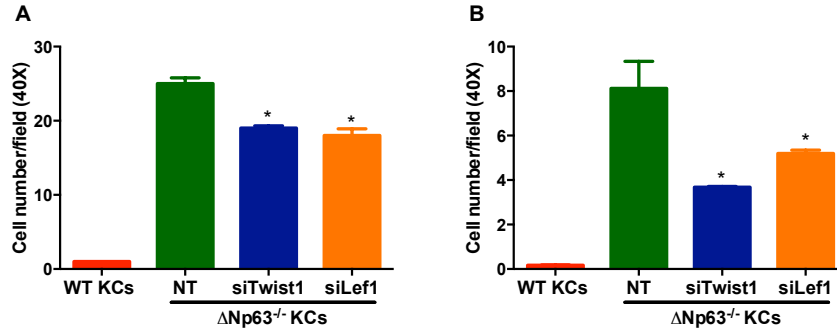 A
Cell number/field (40X)
30
20
10
0
*
*
WT KCs
NT
siTwist1
siLef1
ΔNp63-/- KCs
B
Cell number/field (40X)
10
8
6
4
2
0
*
*
WT KCs
NT
siTwist1
siLef1
ΔNp63-/- KCs